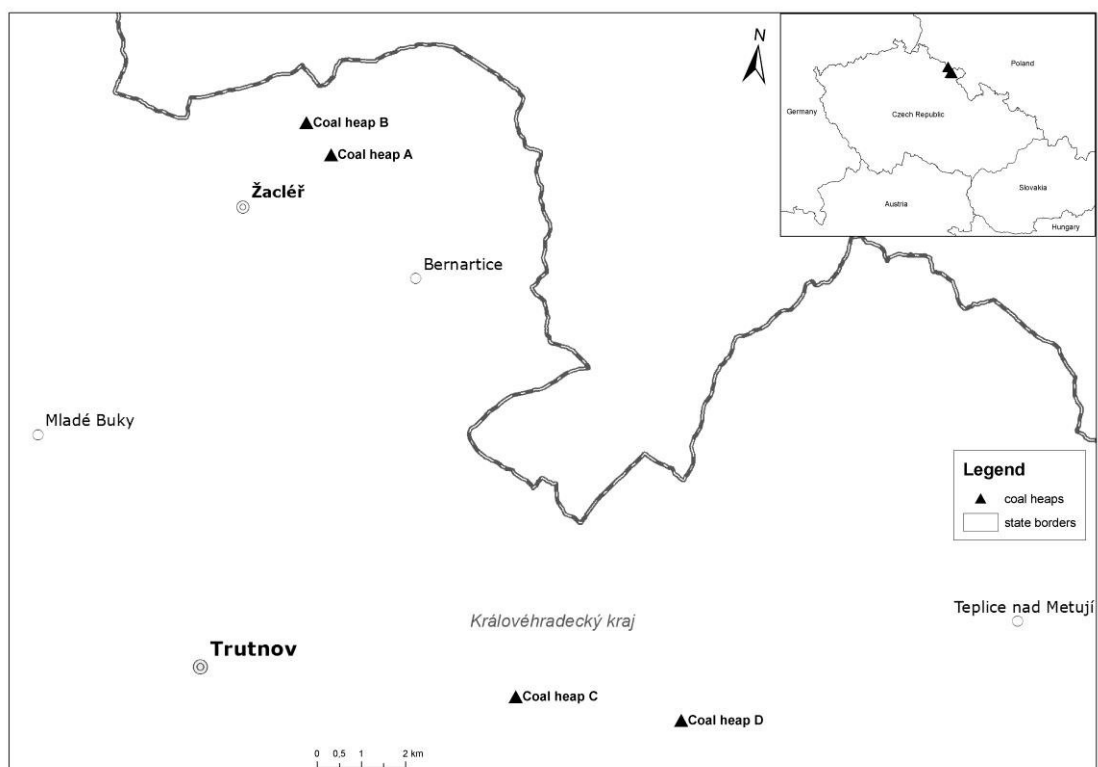 N
Poland
Germany
Czech Republic
Slovakia
Austria
Hungary
Coal heap B
Coal heap A
Žacléř
Bernartice
Mladé Buky
Legend
coal heaps
state borders
Teplice nad Metují
Královéhradecký kraj
Trutnov
Coal heap C
Coal heap D
0 0,5 1 2 km